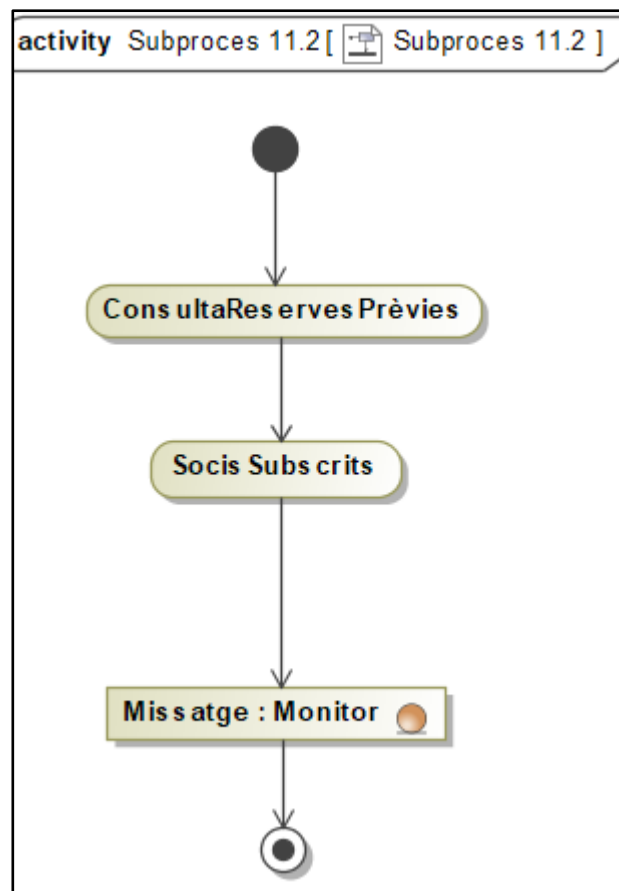 activity Subproces 11.2 [ Subproces 11.2 ]
ConsultaReservesPrèvies
Socis Subscrits
Missatge : Monitor